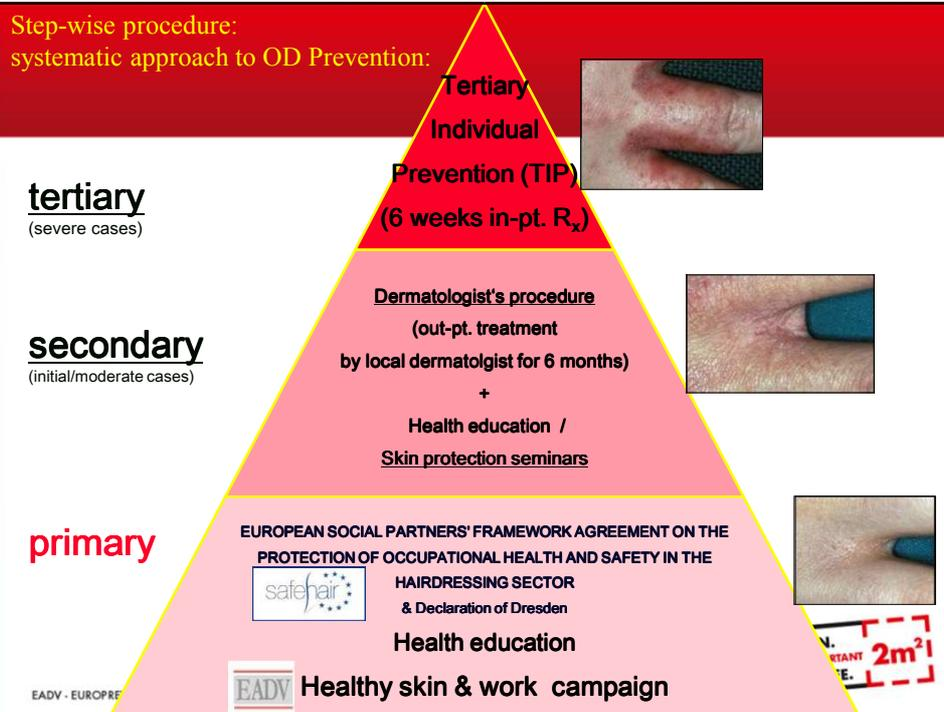 Step-wise procedure:
systematic approach to OD Prevention:
Tertiary
Individual
Prevention (TIP)
(6 weeks in-pt. Rx)
tertiary
(severe cases)
Dermatologist's procedure
(out-pt. treatment
by local dermatolgist for 6 months)
+
Health education /
Skin protection seminars
secondary
(initial/moderate cases)
primary
EUROPEAN SOCIAL PARTNERS' FRAMEWORK AGREEMENT ON THE
PROTECTION OF OCCUPATIONAL HEALTH AND SAFETY IN THE
HAIRDRESSING SECTOR
safehair
& Declaration of Dresden
Health education
EADV Healthy skin & work campaign
2m²
EADV - EUROPRE